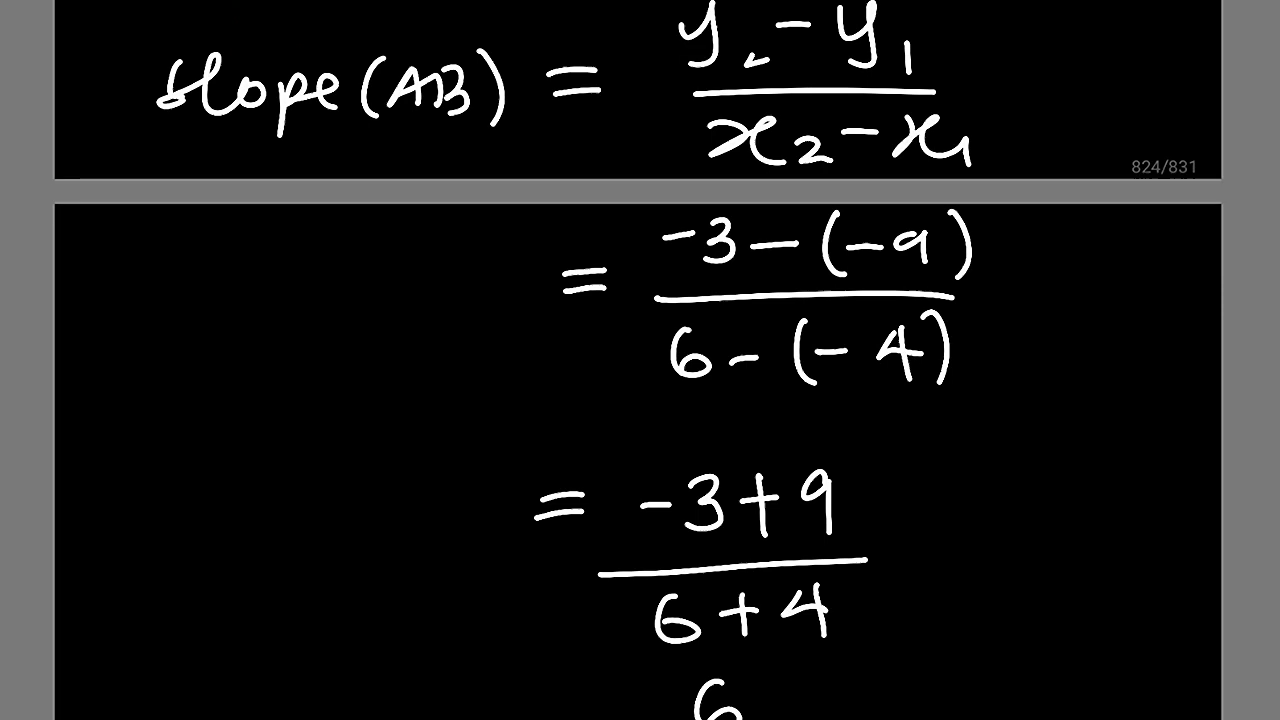 slope(AB) = y₂ - y₁ / x₂ - x₁
824/831
= -3 - (-9) / 6 - (-4)
= -3 + 9 / 6 + 4
6